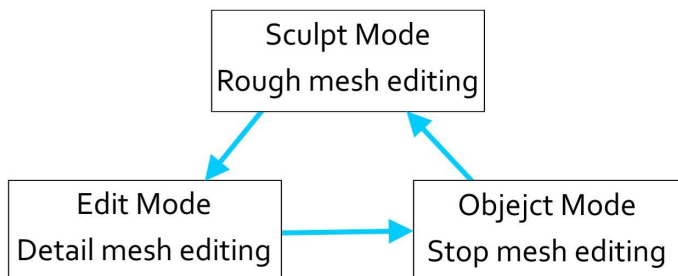 Sculpt Mode
Rough mesh editing
Edit Mode
Detail mesh editing
Objejct Mode
Stop mesh editing